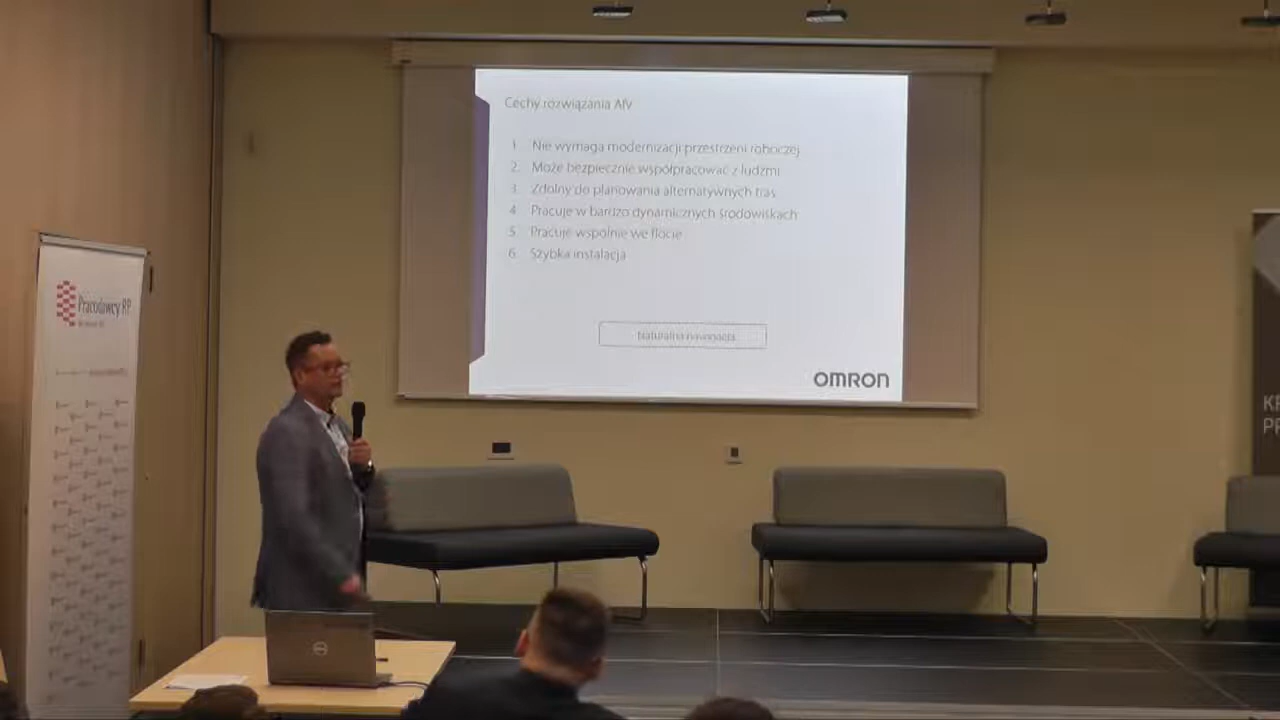 Cechy rozwiązania AIV
1. Nie wymaga modernizacji przestrzeni roboczej
2. Może bezpiecznie współpracować z ludźmi
3. Zdolny do planowania alternatywnych tras
4. Pracuje w bardzo dynamicznych środowiskach
5. Pracuje wspólnie we flocie
6. Szybka instalacja
Naturalna nawigacja
OMRON
Pracodawcy RP
DELL